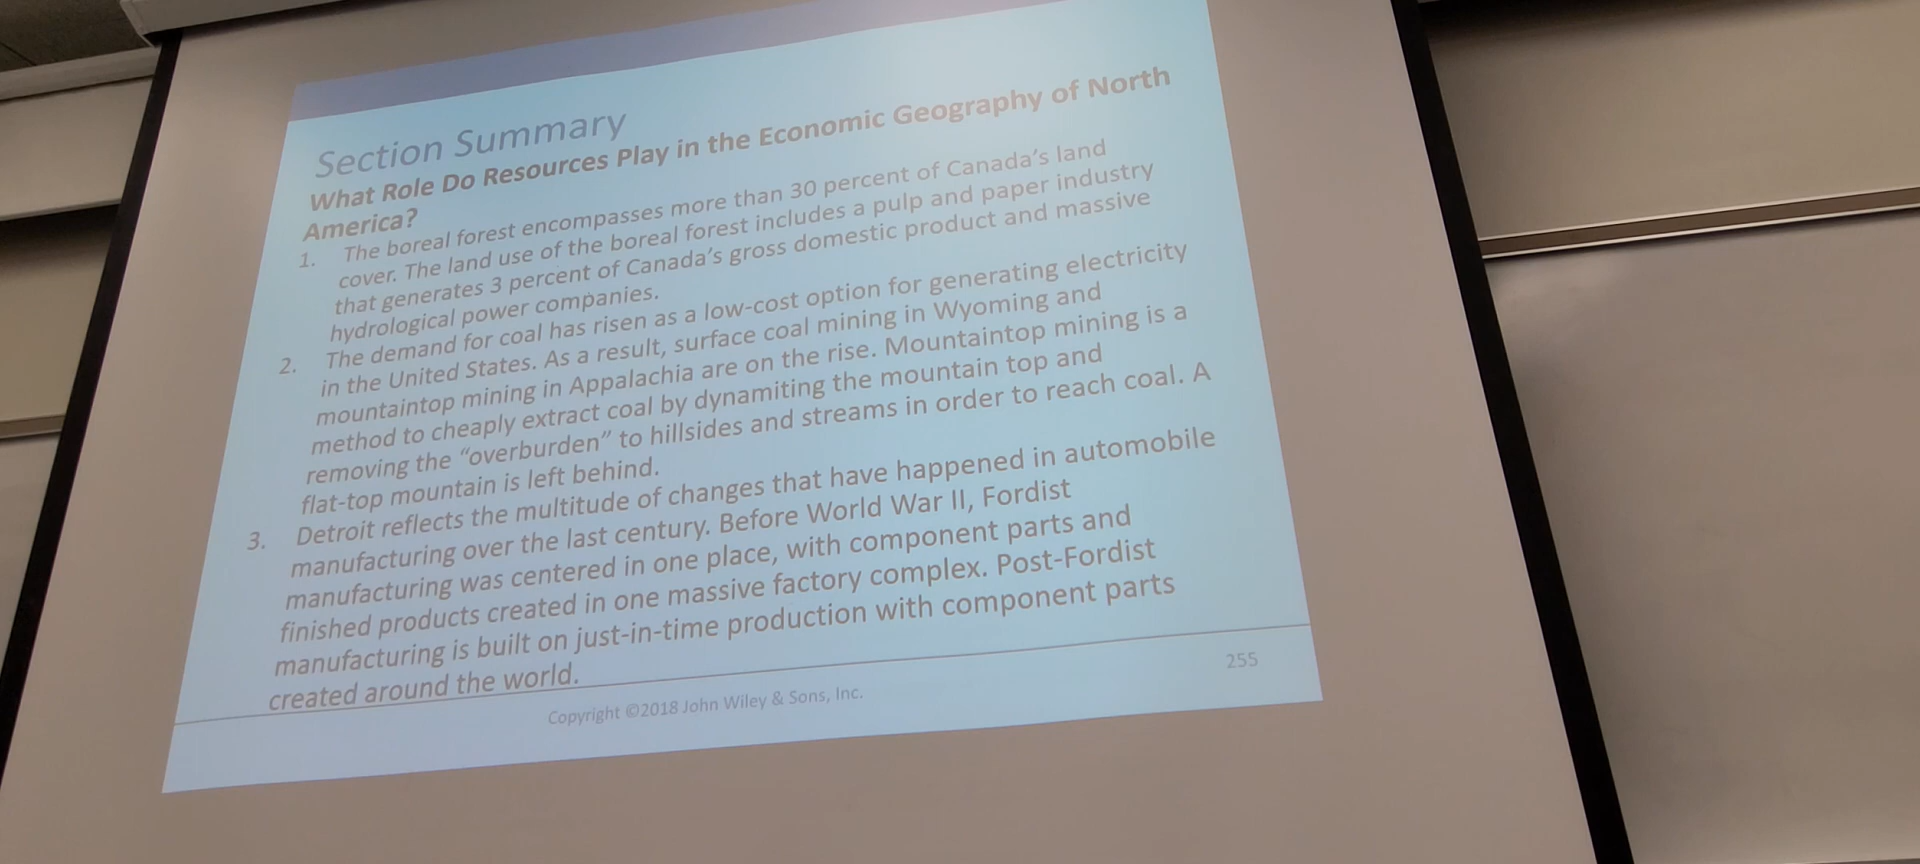 Section Summary
What Role Do Resources Play in the Economic Geography of North
America?
1. The boreal forest encompasses more than 30 percent of Canada's land
cover. The land use of the boreal forest includes a pulp and paper industry
that generates 3 percent of Canada's gross domestic product and massive
hydrological power companies.
2. The demand for coal has risen as a low-cost option for generating electricity
in the United States. As a result, surface coal mining in Wyoming and
mountaintop mining in Appalachia are on the rise. Mountaintop mining is a
method to cheaply extract coal by dynamiting the mountain top and
removing the "overburden" to hillsides and streams in order to reach coal. A
flat-top mountain is left behind.
3. Detroit reflects the multitude of changes that have happened in automobile
manufacturing over the last century. Before World War II, Fordist
manufacturing was centered in one place, with component parts and
finished products created in one massive factory complex. Post-Fordist
manufacturing is built on just-in-time production with component parts
created around the world.
Copyright ©2018 John Wiley & Sons, Inc.
255